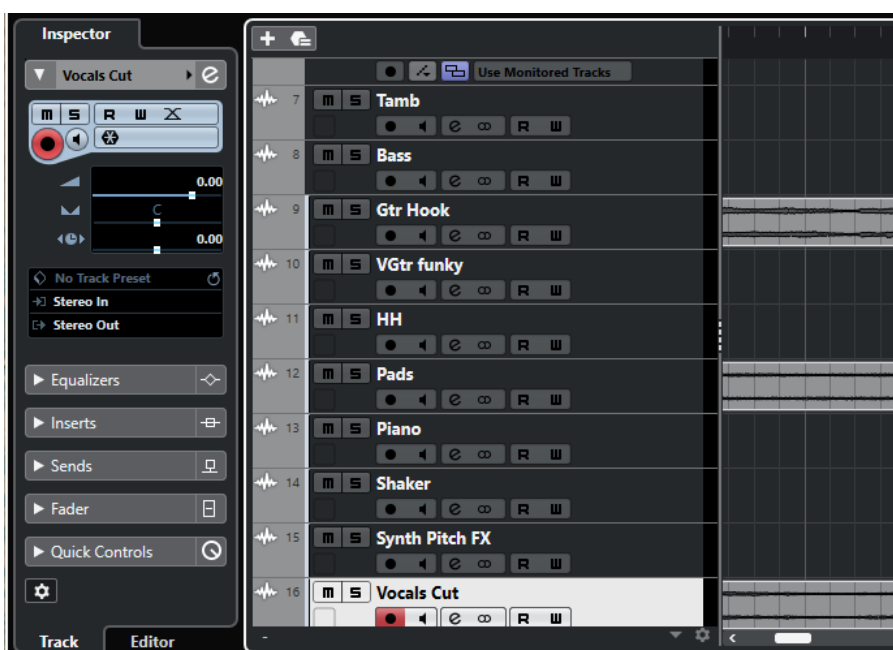 Inspector
Vocals Cut
m S R W
0.00
C
0.00
No Track Preset
Stereo In
Stereo Out
Equalizers
Inserts
Sends
Fader
Quick Controls
Track Editor
+
Use Monitored Tracks
7 m S Tamb
e R W
8 m S Bass
e R W
9 m S Gtr Hook
e R W
10 m S VGtr funky
e R W
11 m S HH
e R W
12 m S Pads
e R W
13 m S Piano
e R W
14 m S Shaker
e R W
15 m S Synth Pitch FX
e R W
16 m S Vocals Cut
e R W
-